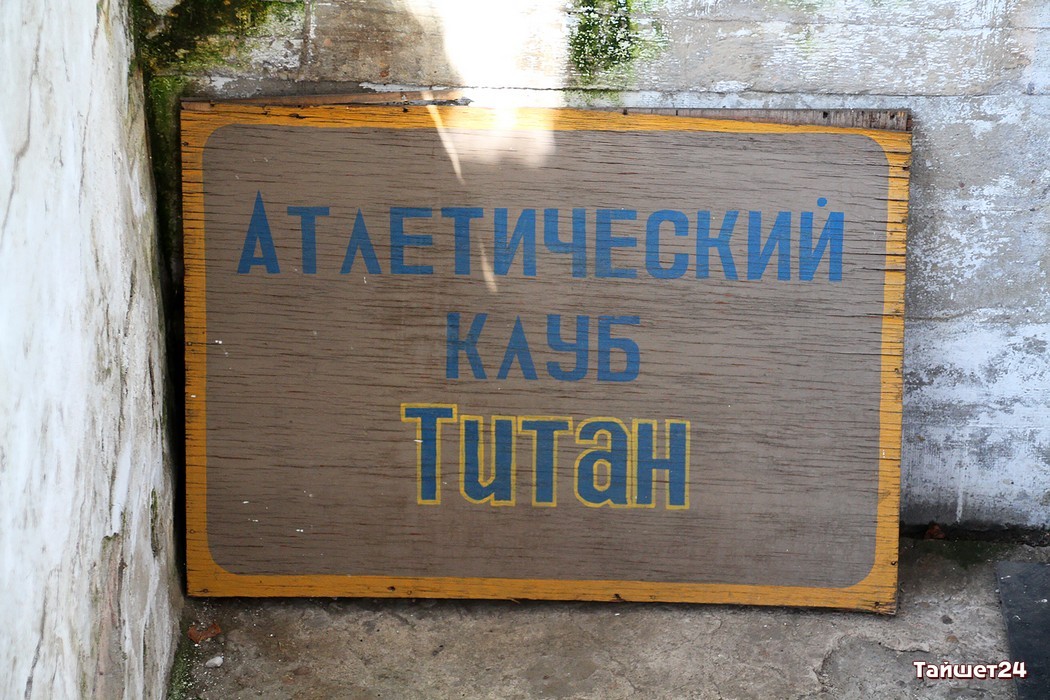 Атлетический
клуб
Титан
Тайшет24